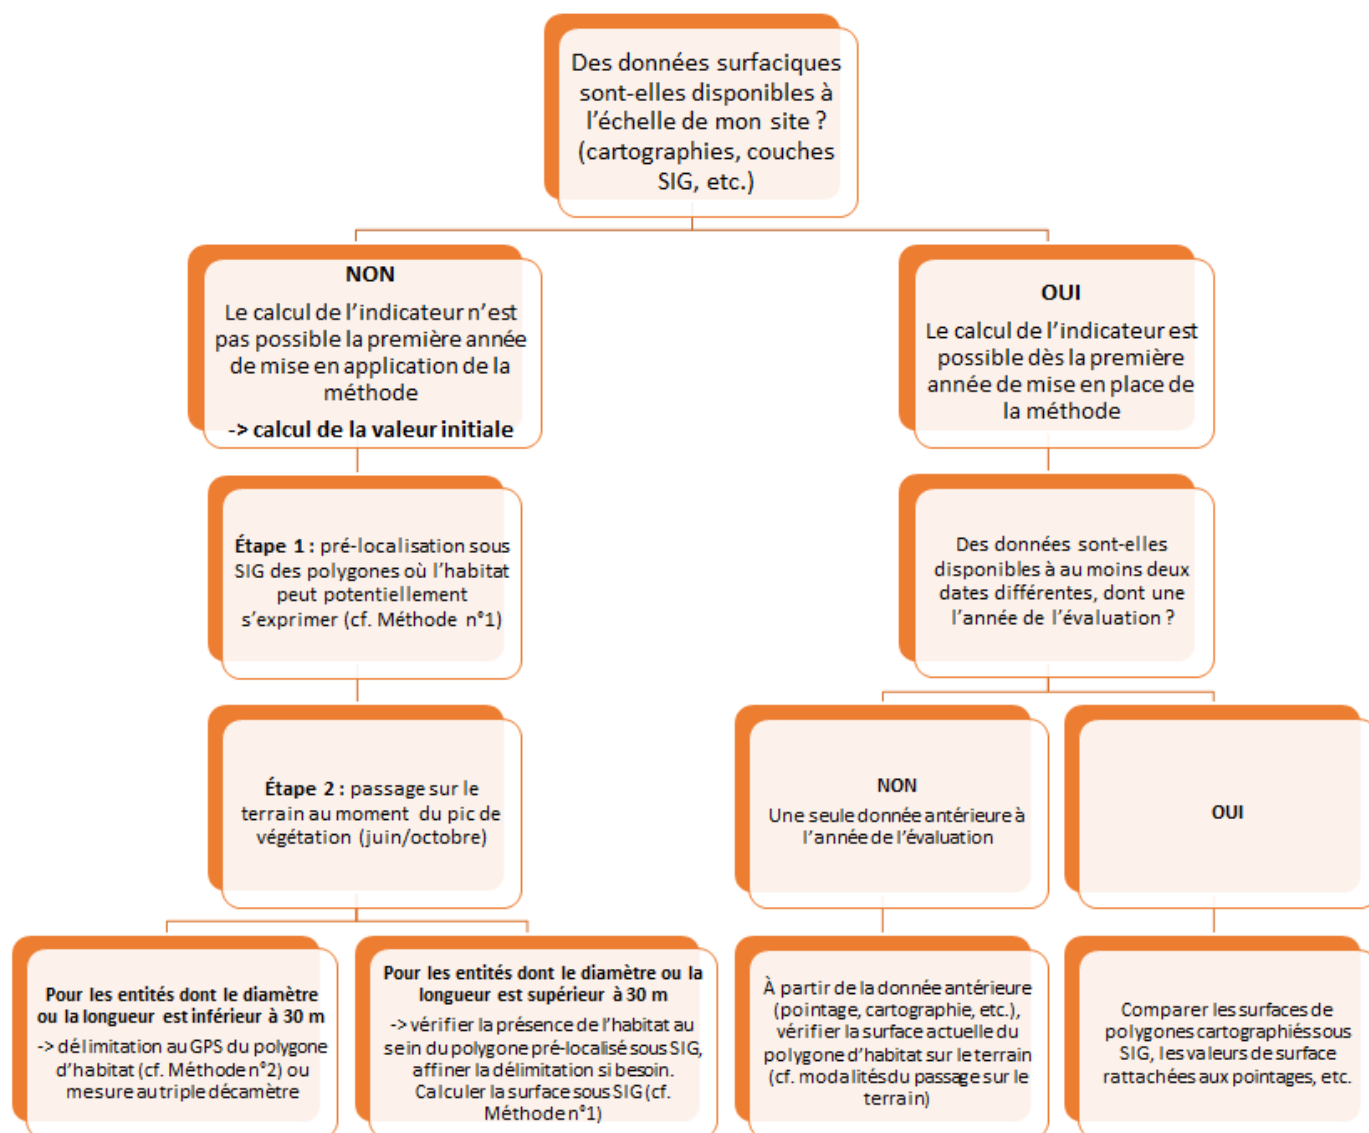 Des données surfaciques
sont-elles disponibles à
l’échelle de mon site ?
(cartographies, couches
SIG, etc.)
NON
Le calcul de l’indicateur n’est
pas possible la première année
de mise en application de la
méthode
-> calcul de la valeur initiale
OUI
Le calcul de l’indicateur est
possible dès la première
année de mise en place de
la méthode
Étape 1 : pré-localisation sous
SIG des polygones où l’habitat
peut potentiellement
s’exprimer (cf. Méthode n°1)
Des données sont-elles
disponibles à au moins deux
dates différentes, dont une
l’année de l’évaluation ?
Étape 2 : passage sur le
terrain au moment du pic de
végétation (juin/octobre)
NON
Une seule donnée antérieure à
l’année de l’évaluation
OUI
Pour les entités dont le diamètre
ou la longueur est inférieur à 30 m
-> délimitation au GPS du polygone
d’habitat (cf. Méthode n°2) ou
mesure au triple décamètre
Pour les entités dont le diamètre ou la
longueur est supérieur à 30 m
-> vérifier la présence de l’habitat au
sein du polygone pré-localisé sous SIG,
affiner la délimitation si besoin.
Calculer la surface sous SIG (cf.
Méthode n°1)
À partir de la donnée antérieure
(pointage, cartographie, etc.),
vérifier la surface actuelle du
polygone d’habitat sur le terrain
(cf. modalités du passage sur le
terrain)
Comparer les surfaces de
polygones cartographiés sous
SIG, les valeurs de surface
rattachées aux pointages, etc.